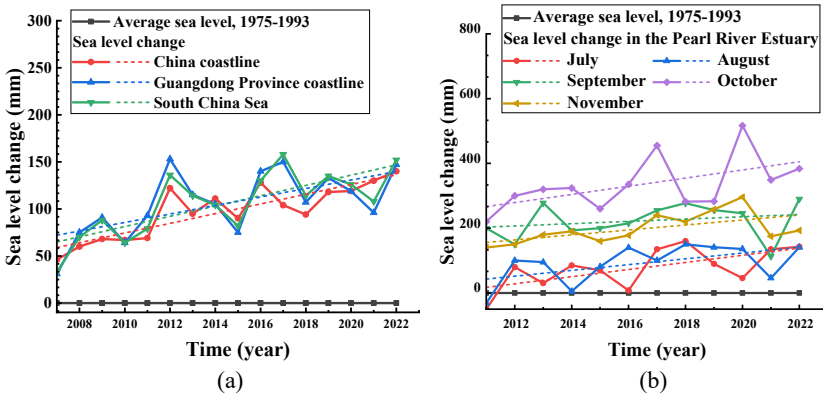 Average sea level, 1975-1993
Sea level change
China coastline
Guangdong Province coastline
South China Sea
Sea level change (mm)
300
250
200
150
100
50
0
2008 2010 2012 2014 2016 2018 2020 2022
Time (year)
(a)
Average sea level, 1975-1993
Sea level change in the Pearl River Estuary
July August
September October
November
Sea level change (mm)
800
600
400
200
0
2012 2014 2016 2018 2020 2022
Time (year)
(b)